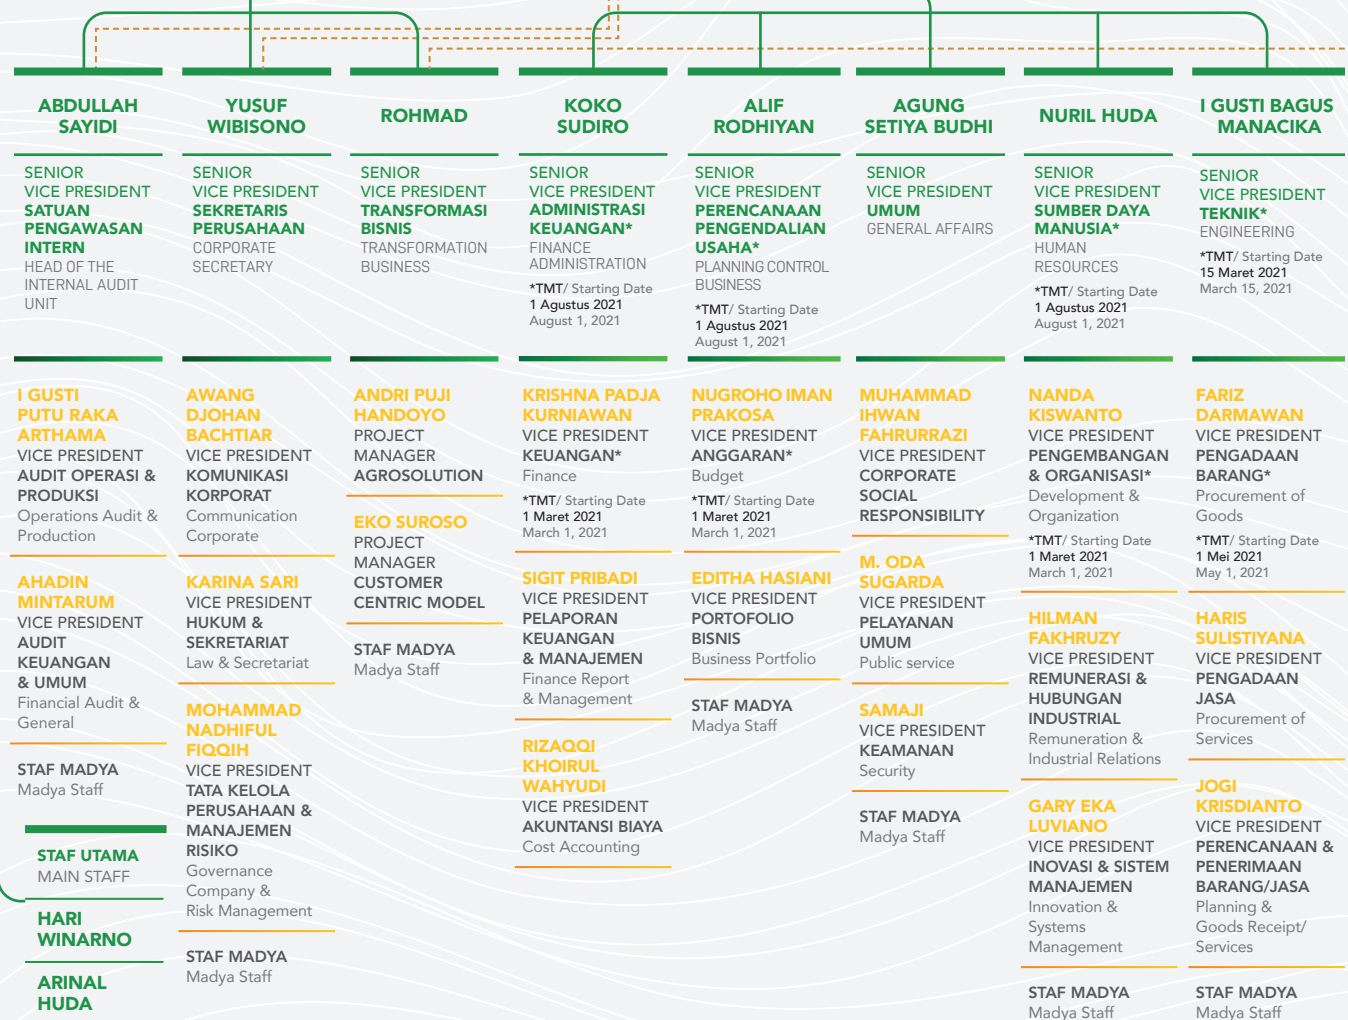 ABDULLAH
SAYIDI
SENIOR
VICE PRESIDENT
SATUAN
PENGAWASAN
INTERN
HEAD OF THE
INTERNAL AUDIT
UNIT
I GUSTI
PUTU RAKA
ARTHAMA
VICE PRESIDENT
AUDIT OPERASI &
PRODUKSI
Operations Audit &
Production
AHADIN
MINTARUM
VICE PRESIDENT
AUDIT
KEUANGAN
& UMUM
Financial Audit &
General
STAF MADYA
Madya Staff
STAF UTAMA
MAIN STAFF
HARI
WINARNO
ARINAL
HUDA
YUSUF
WIBISONO
SENIOR
VICE PRESIDENT
SEKRETARIS
PERUSAHAAN
CORPORATE
SECRETARY
AWANG
DJOHAN
BACHTIAR
VICE PRESIDENT
KOMUNIKASI
KORPORAT
Communication
Corporate
KARINA SARI
VICE PRESIDENT
HUKUM &
SEKRETARIAT
Law & Secretariat
MOHAMMAD
NADHIFUL
FIQQIH
VICE PRESIDENT
TATA KELOLA
PERUSAHAAN &
MANAJEMEN
RISIKO
Governance
Company &
Risk Management
STAF MADYA
Madya Staff
ROHMAD
SENIOR
VICE PRESIDENT
TRANSFORMASI
BISNIS
TRANSFORMATION
BUSINESS
ANDRI PUJI
HANDOYO
PROJECT
MANAGER
AGROSOLUTION
EKO SUROSO
PROJECT
MANAGER
CUSTOMER
CENTRIC MODEL
STAF MADYA
Madya Staff
KOKO
SUDIRO
SENIOR
VICE PRESIDENT
ADMINISTRASI
KEUANGAN*
FINANCE
ADMINISTRATION
*TMT/ Starting Date
1 Agustus 2021
August 1, 2021
KRISHNA PADJA
KURNIAWAN
VICE PRESIDENT
KEUANGAN*
Finance
*TMT/ Starting Date
1 Maret 2021
March 1, 2021
SIGIT PRIBADI
VICE PRESIDENT
PELAPORAN
KEUANGAN
& MANAJEMEN
Finance Report
& Management
RIZAQQI
KHOIRUL
WAHYUDI
VICE PRESIDENT
AKUNTANSI BIAYA
Cost Accounting
ALIF
RODHIYAN
SENIOR
VICE PRESIDENT
PERENCANAAN
PENGENDALIAN
USAHA*
PLANNING CONTROL
BUSINESS
*TMT/ Starting Date
1 Agustus 2021
August 1, 2021
NUGROHO IMAN
PRAKOSA
VICE PRESIDENT
ANGGARAN*
Budget
*TMT/ Starting Date
1 Maret 2021
March 1, 2021
EDITHA HASIANI
VICE PRESIDENT
PORTOFOLIO
BISNIS
Business Portfolio
STAF MADYA
Madya Staff
AGUNG
SETIYA BUDHI
SENIOR
VICE PRESIDENT
UMUM
GENERAL AFFAIRS
MUHAMMAD
IHWAN
FAHRURRAZI
VICE PRESIDENT
CORPORATE
SOCIAL
RESPONSIBILITY
M. ODA
SUGARDA
VICE PRESIDENT
PELAYANAN
UMUM
Public service
SAMAJI
VICE PRESIDENT
KEAMANAN
Security
STAF MADYA
Madya Staff
NURIL HUDA
SENIOR
VICE PRESIDENT
SUMBER DAYA
MANUSIA*
HUMAN
RESOURCES
*TMT/ Starting Date
1 Agustus 2021
August 1, 2021
NANDA
KISWANTO
VICE PRESIDENT
PENGEMBANGAN
& ORGANISASI*
Development &
Organization
*TMT/ Starting Date
1 Maret 2021
March 1, 2021
HILMAN
FAKHRUZY
VICE PRESIDENT
REMUNERASI &
HUBUNGAN
INDUSTRIAL
Remuneration &
Industrial Relations
GARY EKA
LUVIANO
VICE PRESIDENT
INOVASI & SISTEM
MANAJEMEN
Innovation &
Systems
Management
STAF MADYA
Madya Staff
I GUSTI BAGUS
MANACIKA
SENIOR
VICE PRESIDENT
TEKNIK*
ENGINEERING
*TMT/ Starting Date
15 Maret 2021
March 15, 2021
FARIZ
DARMAWAN
VICE PRESIDENT
PENGADAAN
BARANG*
Procurement of
Goods
*TMT/ Starting Date
1 Mei 2021
May 1, 2021
HARIS
SULISTIYANA
VICE PRESIDENT
PENGADAAN
JASA
Procurement of
Services
JOGI
KRISDIANTO
VICE PRESIDENT
PERENCANAAN &
PENERIMAAN
BARANG/JASA
Planning &
Goods Receipt/
Services
STAF MADYA
Madya Staff